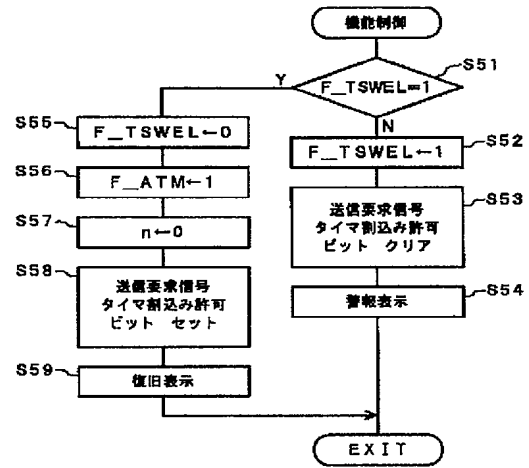 機能制御
S51
F_TSWEL=1
Y
N
S55
F_TSWEL←0
S52
F_TSWEL←1
S56
F_ATM←1
S53
送信要求信号
タイマ割込み許可
ビット クリア
S57
n←0
S58
送信要求信号
タイマ割込み許可
ビット セット
S54
警報表示
S59
復旧表示
EXIT